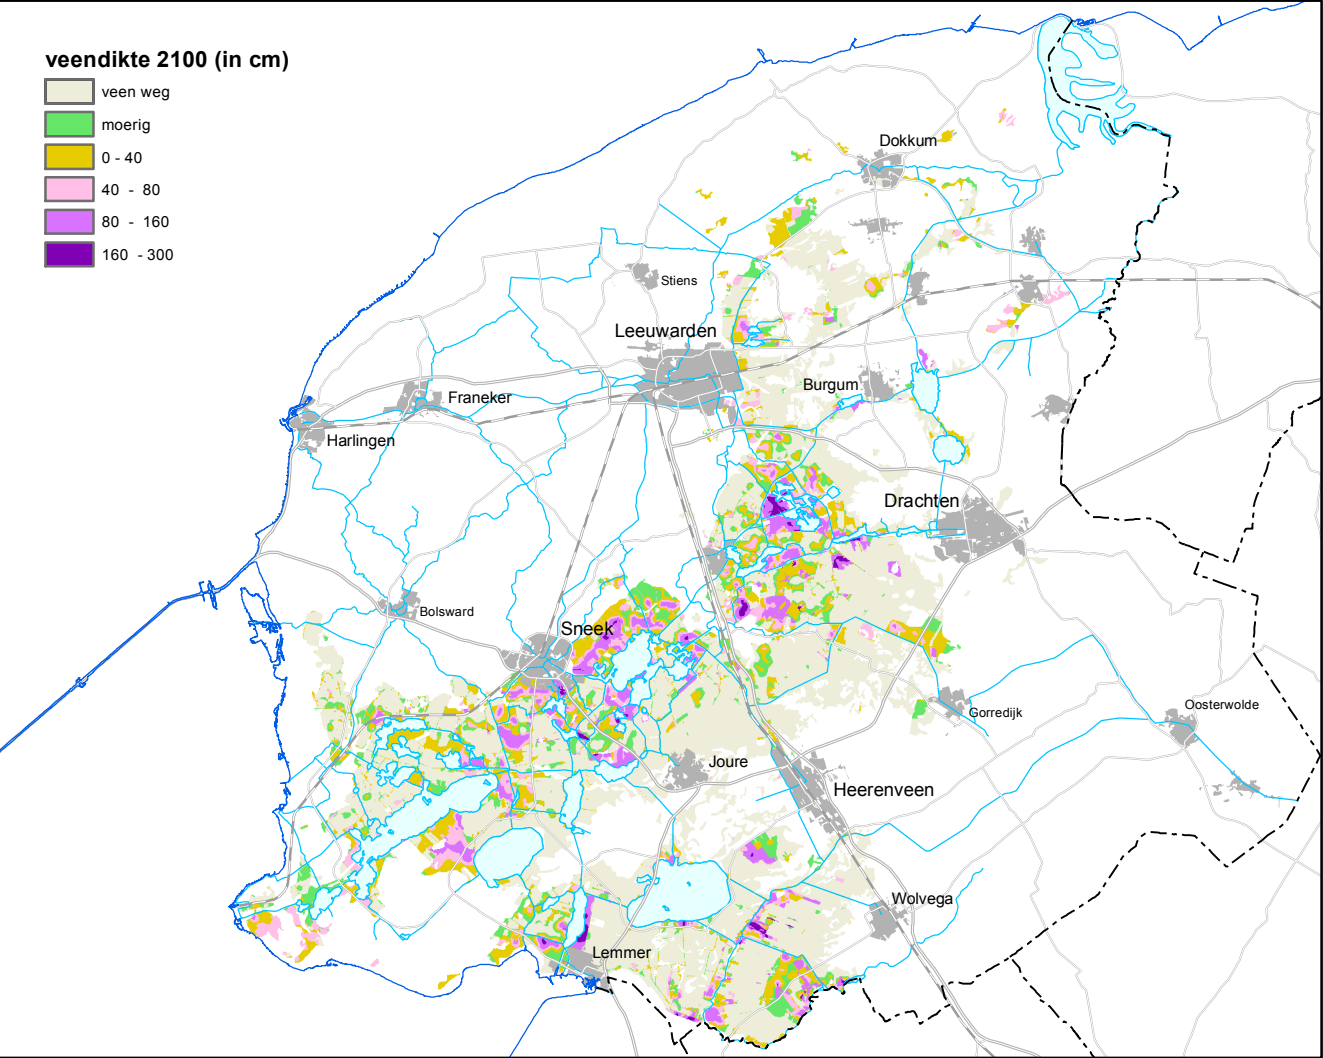 veendikte 2100 (in cm)
veen weg
moerig
0 - 40
40 - 80
80 - 160
160 - 300
Dokkum
Stiens
Leeuwarden
Burgum
Franeker
Harlingen
Drachten
Bolsward
Sneek
Gorredijk
Oosterwolde
Joure
Heerenveen
Wolvega
Lemmer